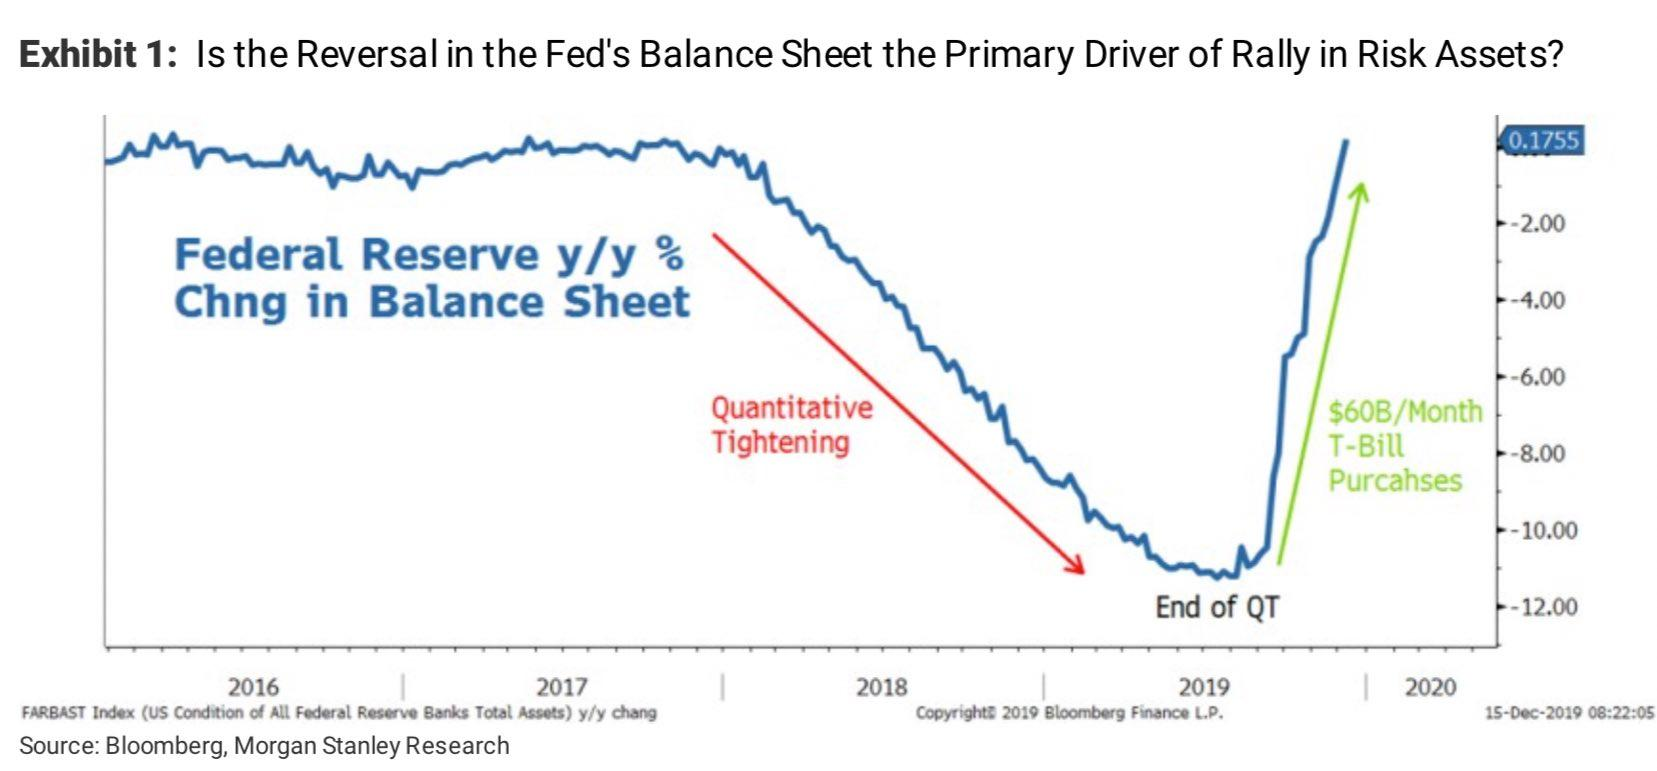 Exhibit 1: Is the Reversal in the Fed's Balance Sheet the Primary Driver of Rally in Risk Assets?
0.1755
Federal Reserve y/y %
Chng in Balance Sheet
-2.00
-4.00
-6.00
-8.00
-10.00
-12.00
Quantitative
Tightening
$60B/Month
T-Bill
Purcahses
End of QT
2016 2017 2018 2019 2020
FARBAST Index (US Condition of All Federal Reserve Banks Total Assets) y/y chang Copyright© 2019 Bloomberg Finance L.P. 15-Dec-2019 08:22:05
Source: Bloomberg, Morgan Stanley Research